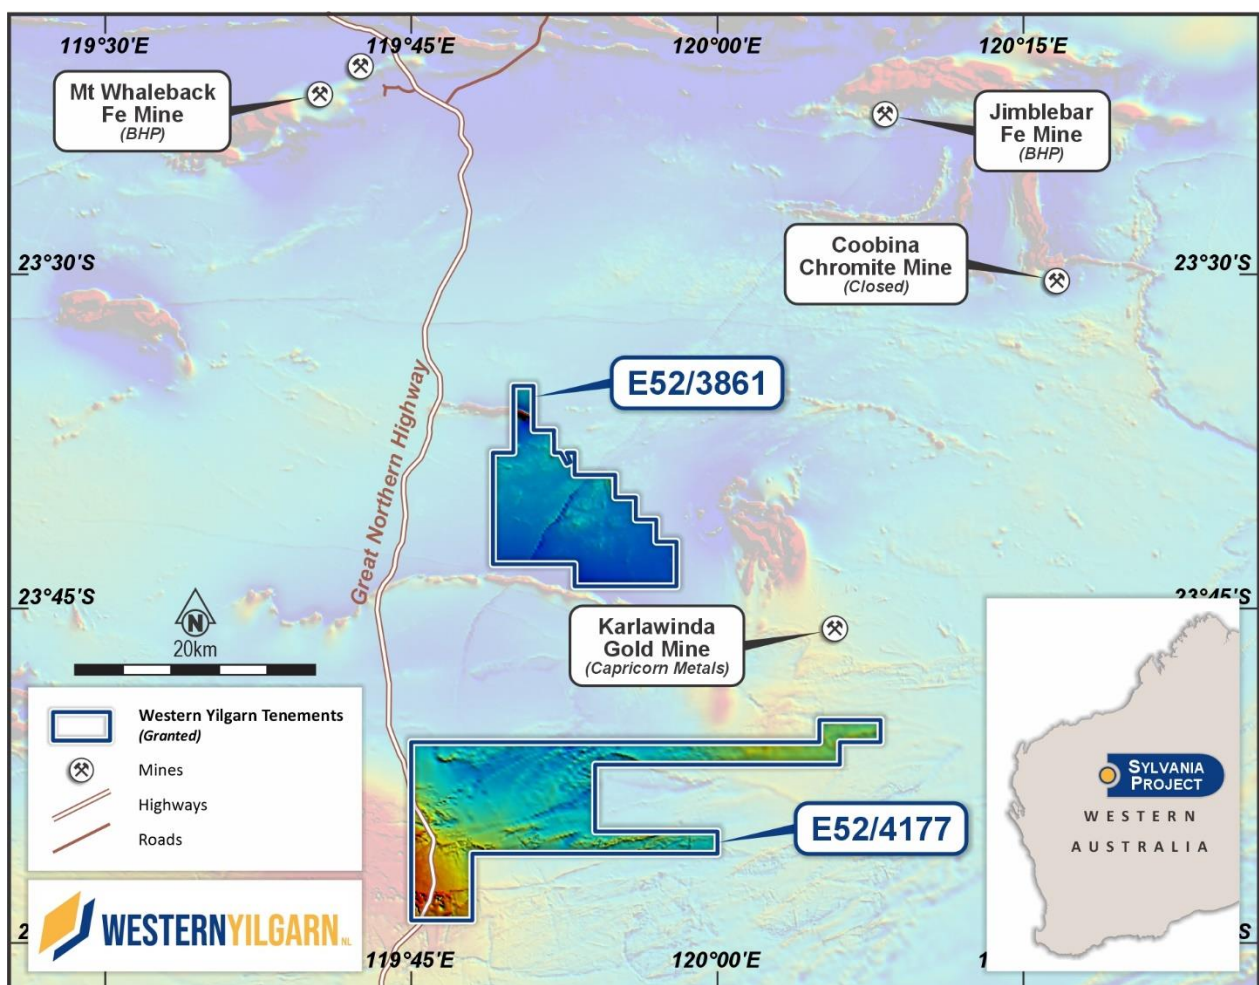 119°30'E
119°45'E
120°00'E
120°15'E
Mt Whaleback
Fe Mine
(BHP)
Jimblebar
Fe Mine
(BHP)
Coobina
Chromite Mine
(Closed)
23°30'S
23°30'S
E52/3861
Great Northern Highway
23°45'S
23°45'S
N
20km
Karlawinda
Gold Mine
(Capricorn Metals)
Western Yilgarn Tenements
(Granted)
Mines
Highways
Roads
E52/4177
SYLVANIA
PROJECT
WESTERN
AUSTRALIA
WESTERNYILGARN NL
119°45'E
120°00'E